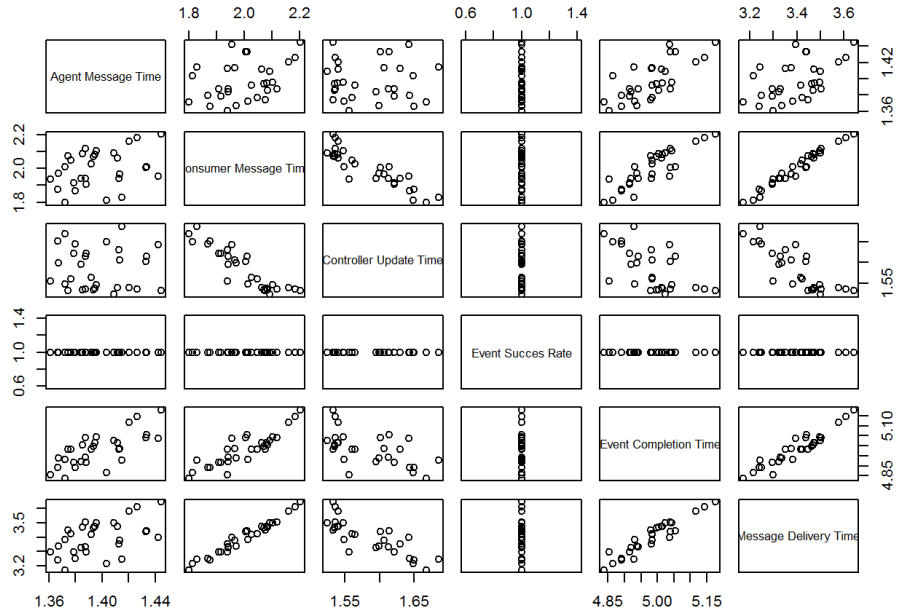 2.0 2.1 2.2 0.6 1.0 1.4 3.2 3.4 3.6
Agent Message Time
1.36 1.42
1.8 2.0 2.2
onsumer Message Tim
Controller Update Time
1.55
0.6 1.0 1.4
Event Succes Rate
Event Completion Time
4.85 5.10
3.2 3.5
Message Delivery Time
1.36 1.40 1.44 1.55 1.65 4.85 5.00 5.15